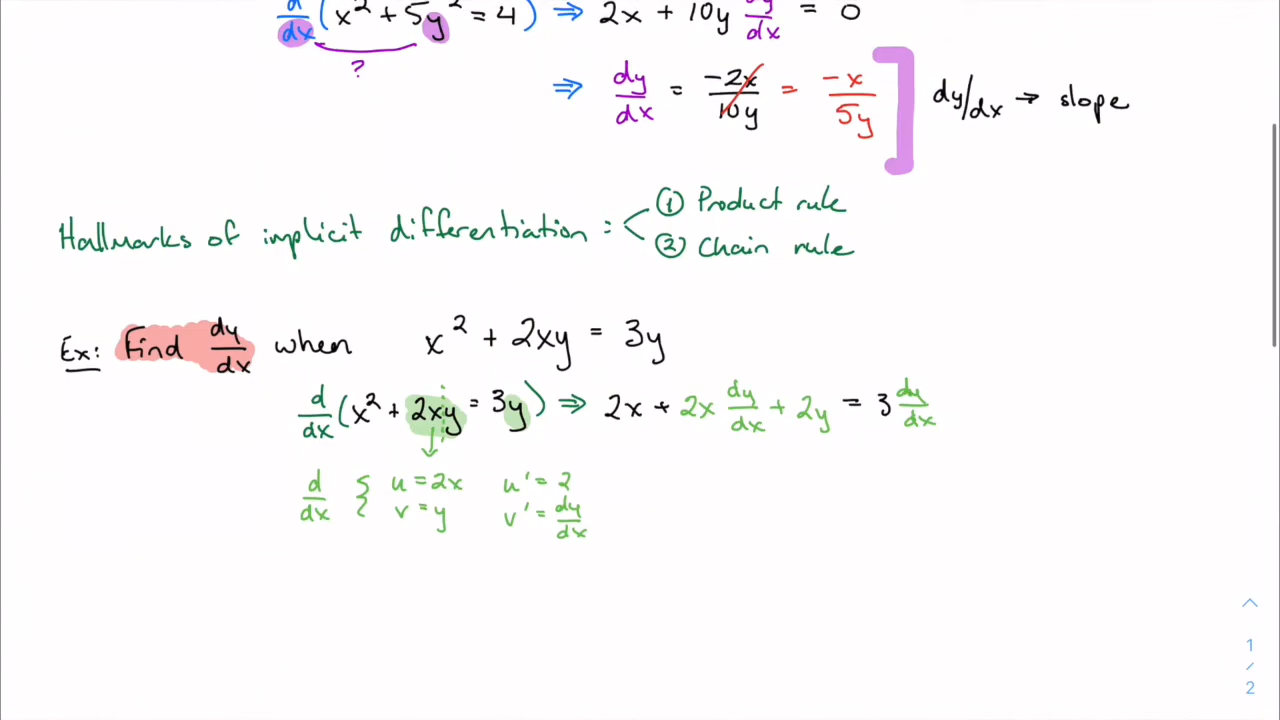 d/dx (x² + 5y² = 4) ⇒ 2x + 10y dy/dx = 0
?
⇒ dy/dx = -2x/10y = -x/5y ] dy/dx → slope
Hallmarks of implicit differentiation: < ① Product rule
② Chain rule
Ex: Find dy/dx when x² + 2xy = 3y
d/dx (x² + 2xy = 3y) ⇒ 2x + 2x dy/dx + 2y = 3 dy/dx
d/dx { u = 2x u' = 2
v = y v' = dy/dx
1
/
2